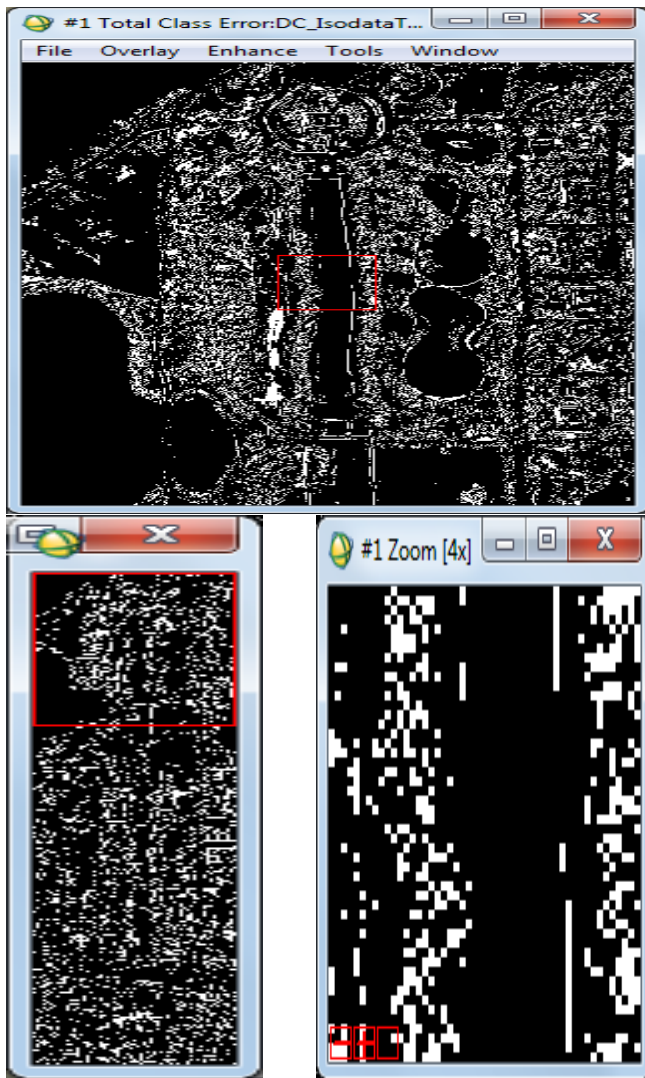 #1 Total Class Error:DC_IsodataT...
File Overlay Enhance Tools Window
#1 Zoom [4x]